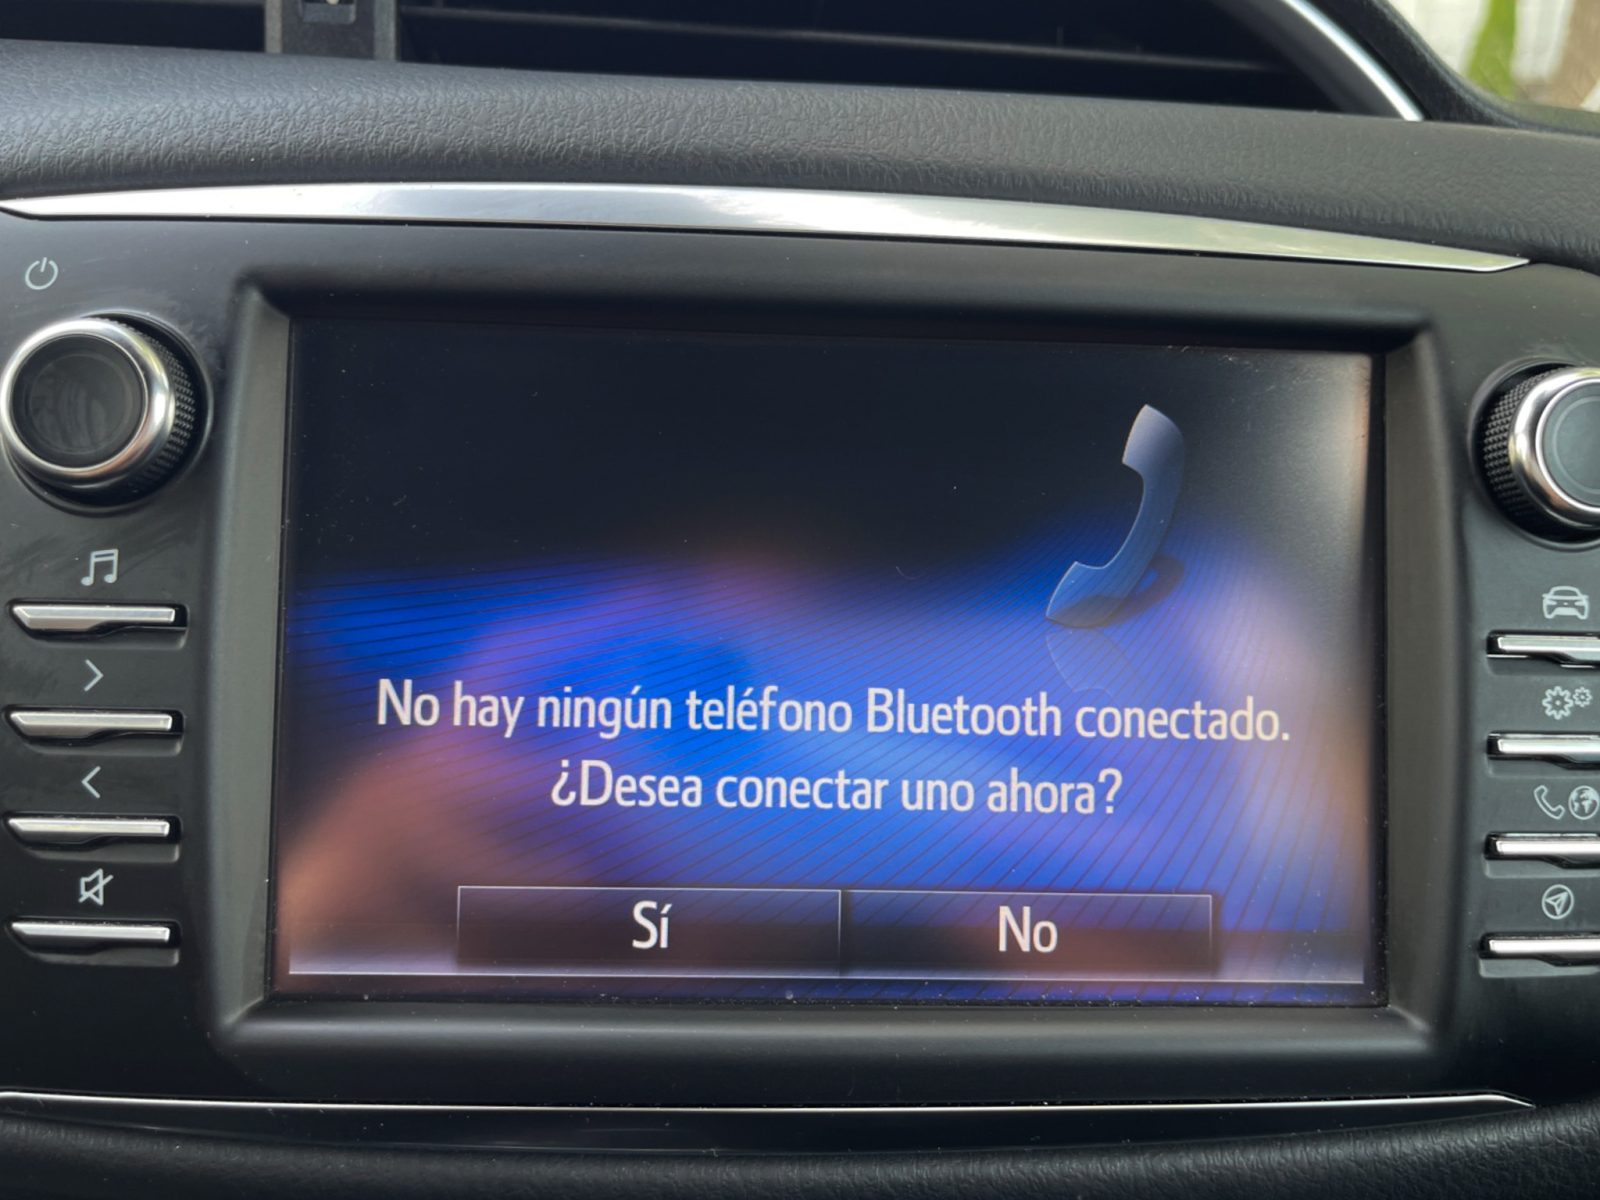 No hay ningún teléfono Bluetooth conectado.
¿Desea conectar uno ahora?
Sí
No